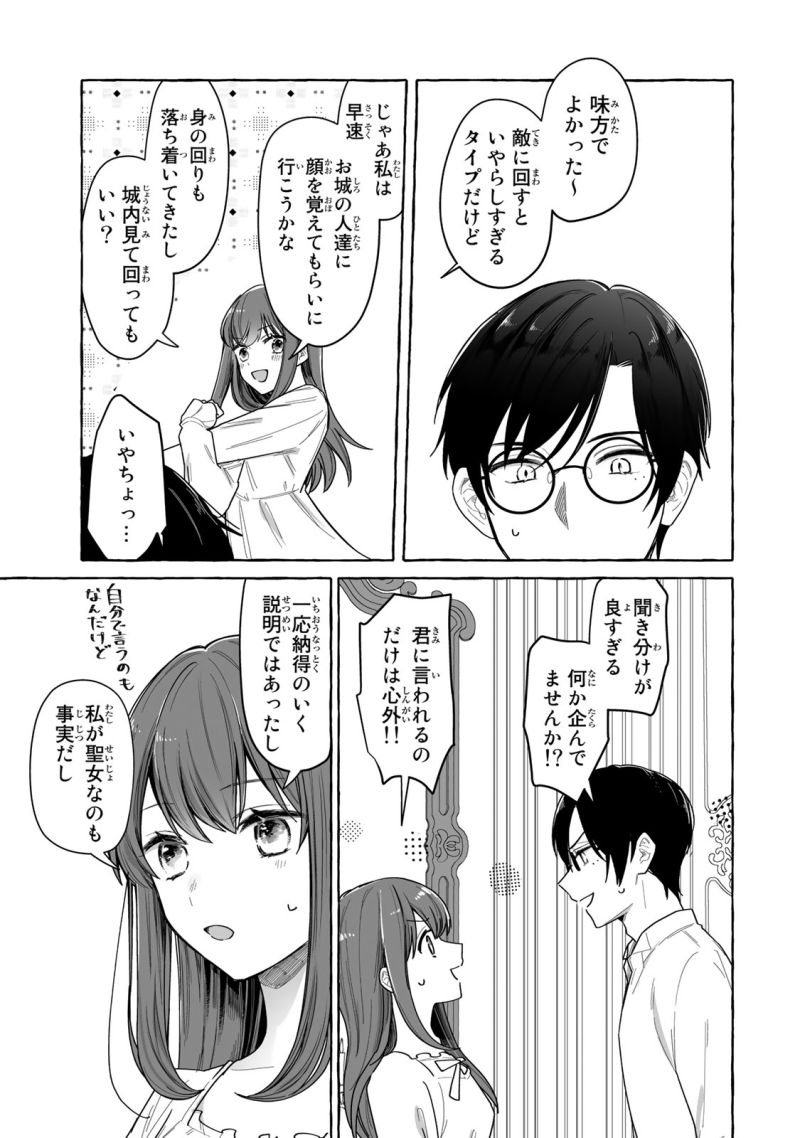 味方で
よかった～
敵に回すと
いやらしすぎる
タイプだけど
じゃあ私は
早速
お城の人達に
顔を覚えてもらいに
行こうかな
身の回りも
落ち着いてきたし
城内見て回っても
いい？
いやちょっ…
聞き分けが
良すぎる
何か企んで
ませんか!?
君に言われるの
だけは心外!!
一応納得のいく
説明ではあったし
私が聖女なのも
事実だし
自分で言うのも
なんだけど